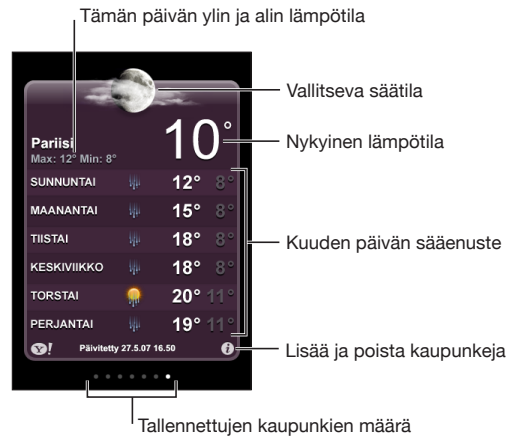 Tämän päivän ylin ja alin lämpötila
Vallitseva säätila
Nykyinen lämpötila
Pariisi
Max: 12° Min: 8°
10°
SUNNUNTAI 12° 8°
MAANANTAI 15° 8°
TIISTAI 18° 8°
KESKIVIIKKO 18° 8°
TORSTAI 20° 11°
PERJANTAI 19° 11°
Kuuden päivän sääenuste
Y! Päivitetty 27.5.07 16.50 i
Lisää ja poista kaupunkeja
Tallennettujen kaupunkien määrä